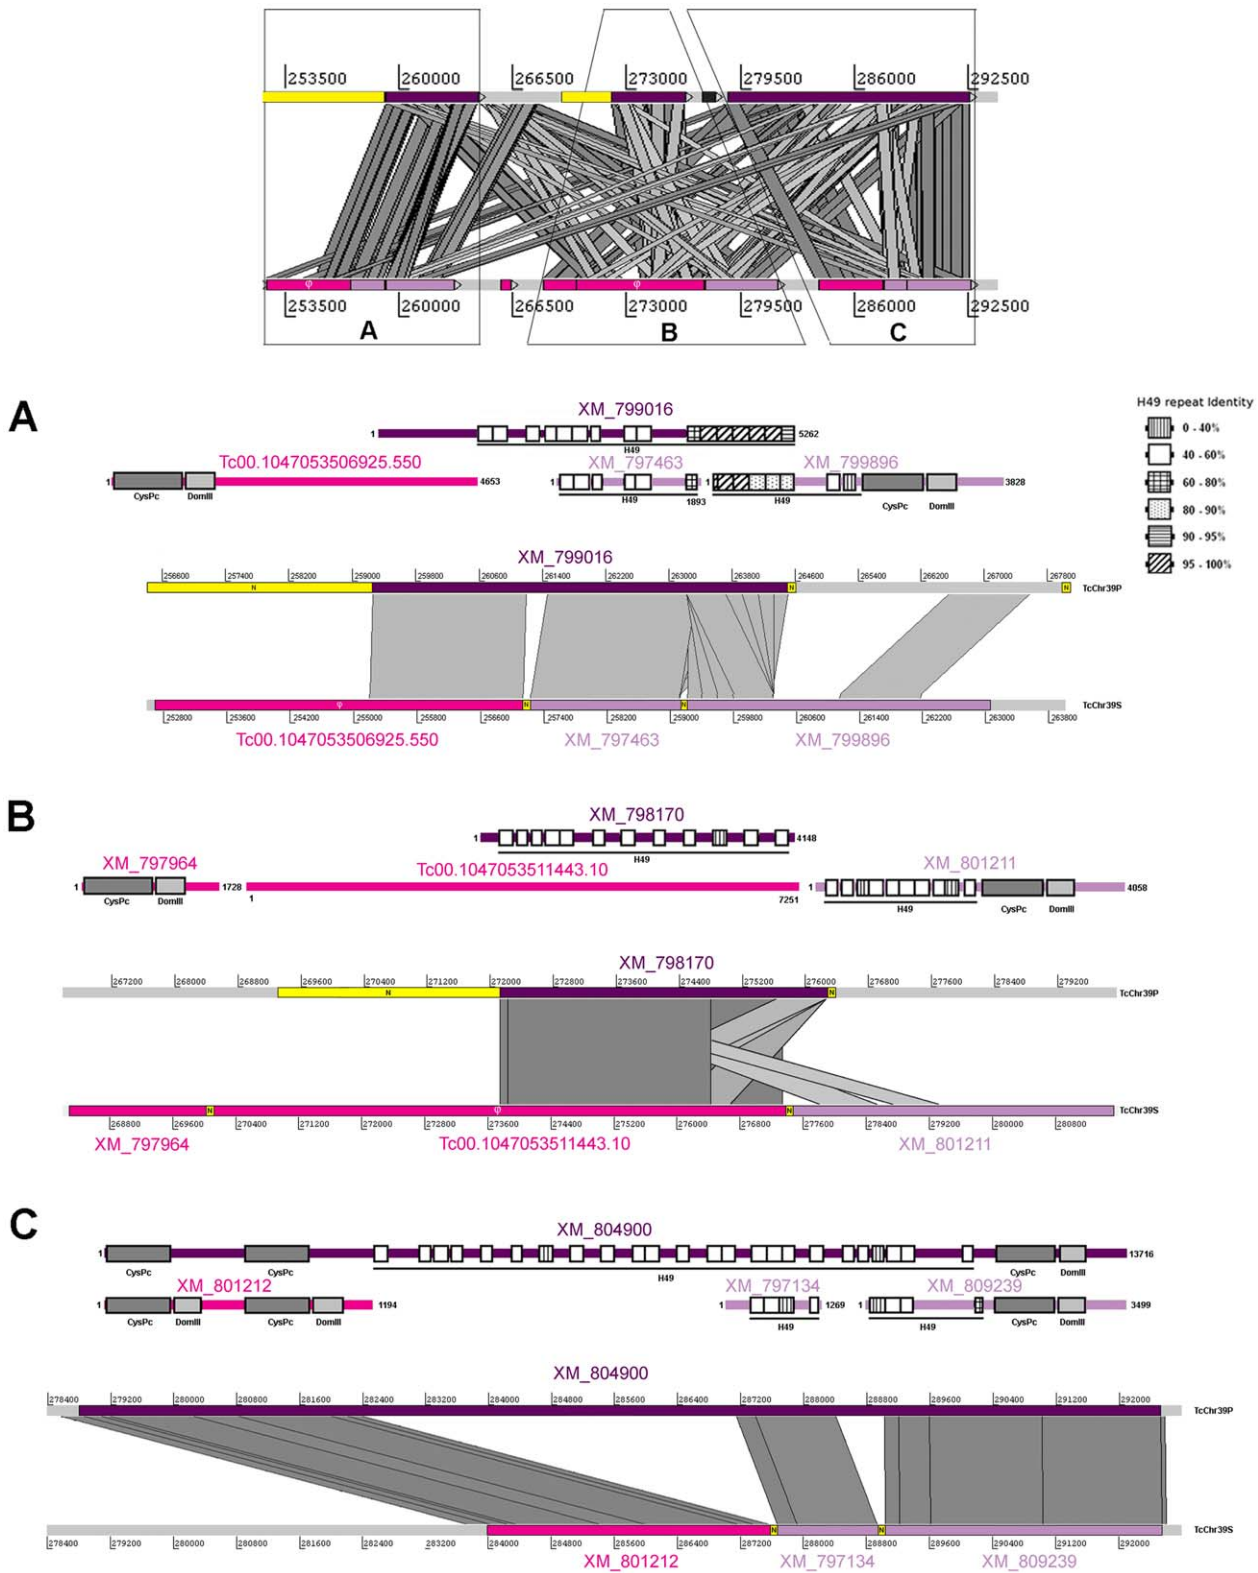 253500 260000 266500 273000 279500 286000 292500
φ φ
253500 260000 266500 273000 279500 286000 292500
A B C
A
XM_799016
1 5262
H49
Tc00.1047053506925.550 XM_797463 XM_799896
1 4653 1 1893 1 3828
CysPc DomIII H49 H49 CysPc DomIII
H49 repeat Identity
0 - 40%
40 - 60%
60 - 80%
80 - 90%
90 - 95%
95 - 100%
XM_799016
256600 257400 258200 259000 259800 260600 261400 262200 263000 263800 264600 265400 266200 267000 267800
N N N TcChr39P
φ N N TcChr39S
252800 253600 254200 255000 255800 256600 257400 258200 259000 259800 260600 261400 262200 263000 263800
Tc00.1047053506925.550 XM_797463 XM_799896
B
XM_798170
1 4148
H49
XM_797964 Tc00.1047053511443.10 XM_801211
1 1728 1 7251 1 4058
CysPc DomIII H49 CysPc DomIII
XM_798170
267200 268000 268800 269600 270400 271200 272000 272800 273600 274400 275200 276000 276800 277600 278400 279200
N N TcChr39P
N φ N TcChr39S
268800 269600 270400 271200 272000 272800 273600 274400 275200 276000 276800 277600 278400 279200 280000 280800
XM_797964 Tc00.1047053511443.10 XM_801211
C
XM_804900
1 13716
CysPc CysPc H49 CysPc DomIII
XM_801212 XM_797134 XM_809239
1 1194 1 1269 1 3499
CysPc DomIII CysPc DomIII H49 H49 CysPc DomIII
XM_804900
278400 279200 280000 280800 281600 282400 283200 284000 284800 285600 286400 287200 288000 288800 289600 290400 291200 292000
TcChr39P
N N TcChr39S
278400 279200 280000 280800 281600 282400 283200 284000 284800 285600 286400 287200 288000 288800 289600 290400 291200 292000
XM_801212 XM_797134 XM_809239